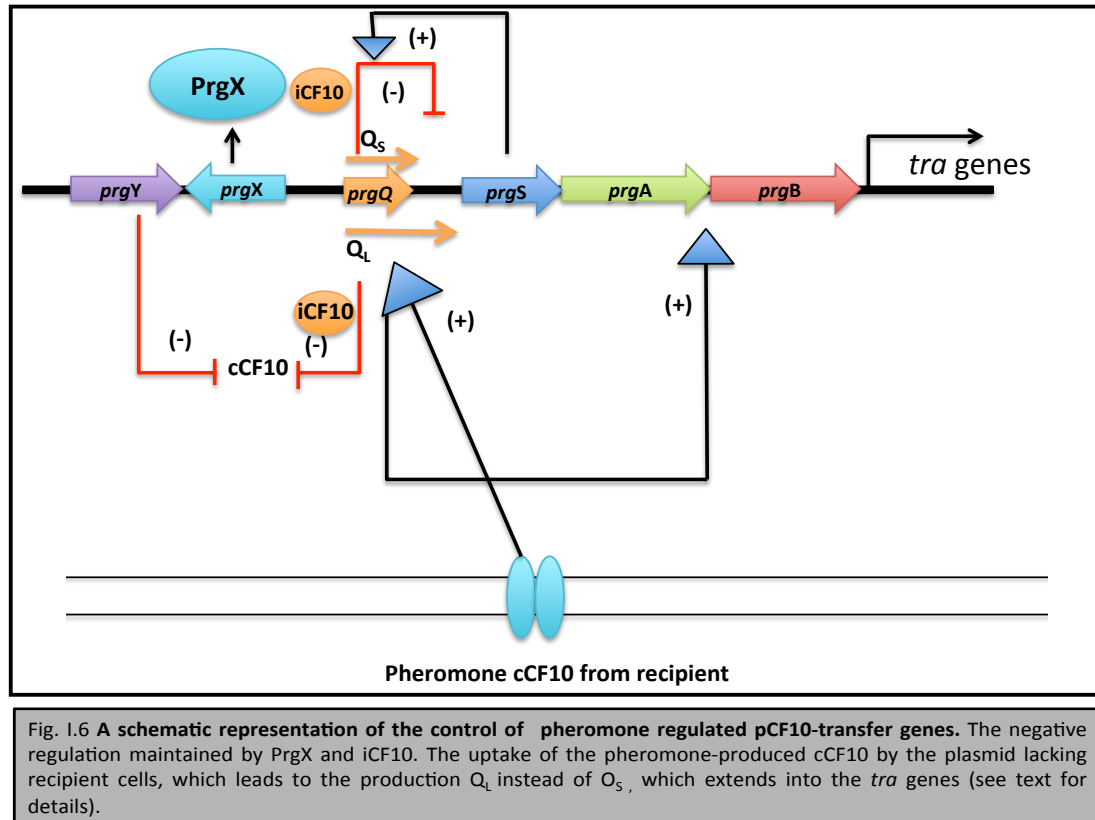 (+)
PrgX
iCF10
(-)
QS
tra genes
prgY
prgX
prgQ
prgS
prgA
prgB
QL
iCF10
(+)
(+)
(-)
(-)
cCF10
Pheromone cCF10 from recipient
Fig. I.6 A schematic representation of the control of pheromone regulated pCF10-transfer genes. The negative
regulation maintained by PrgX and iCF10. The uptake of the pheromone-produced cCF10 by the plasmid lacking
recipient cells, which leads to the production QL instead of OS , which extends into the tra genes (see text for
details).